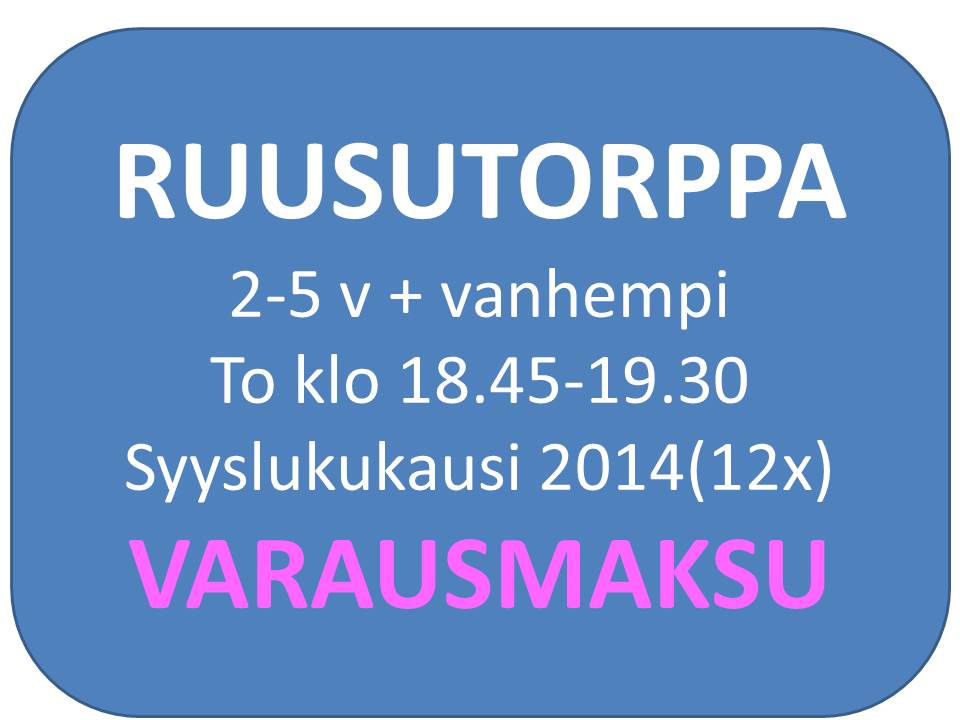 RUUSUTORPPA
2-5 v + vanhempi
To klo 18.45-19.30
Syyslukukausi 2014(12x)
VARAUSMAKSU